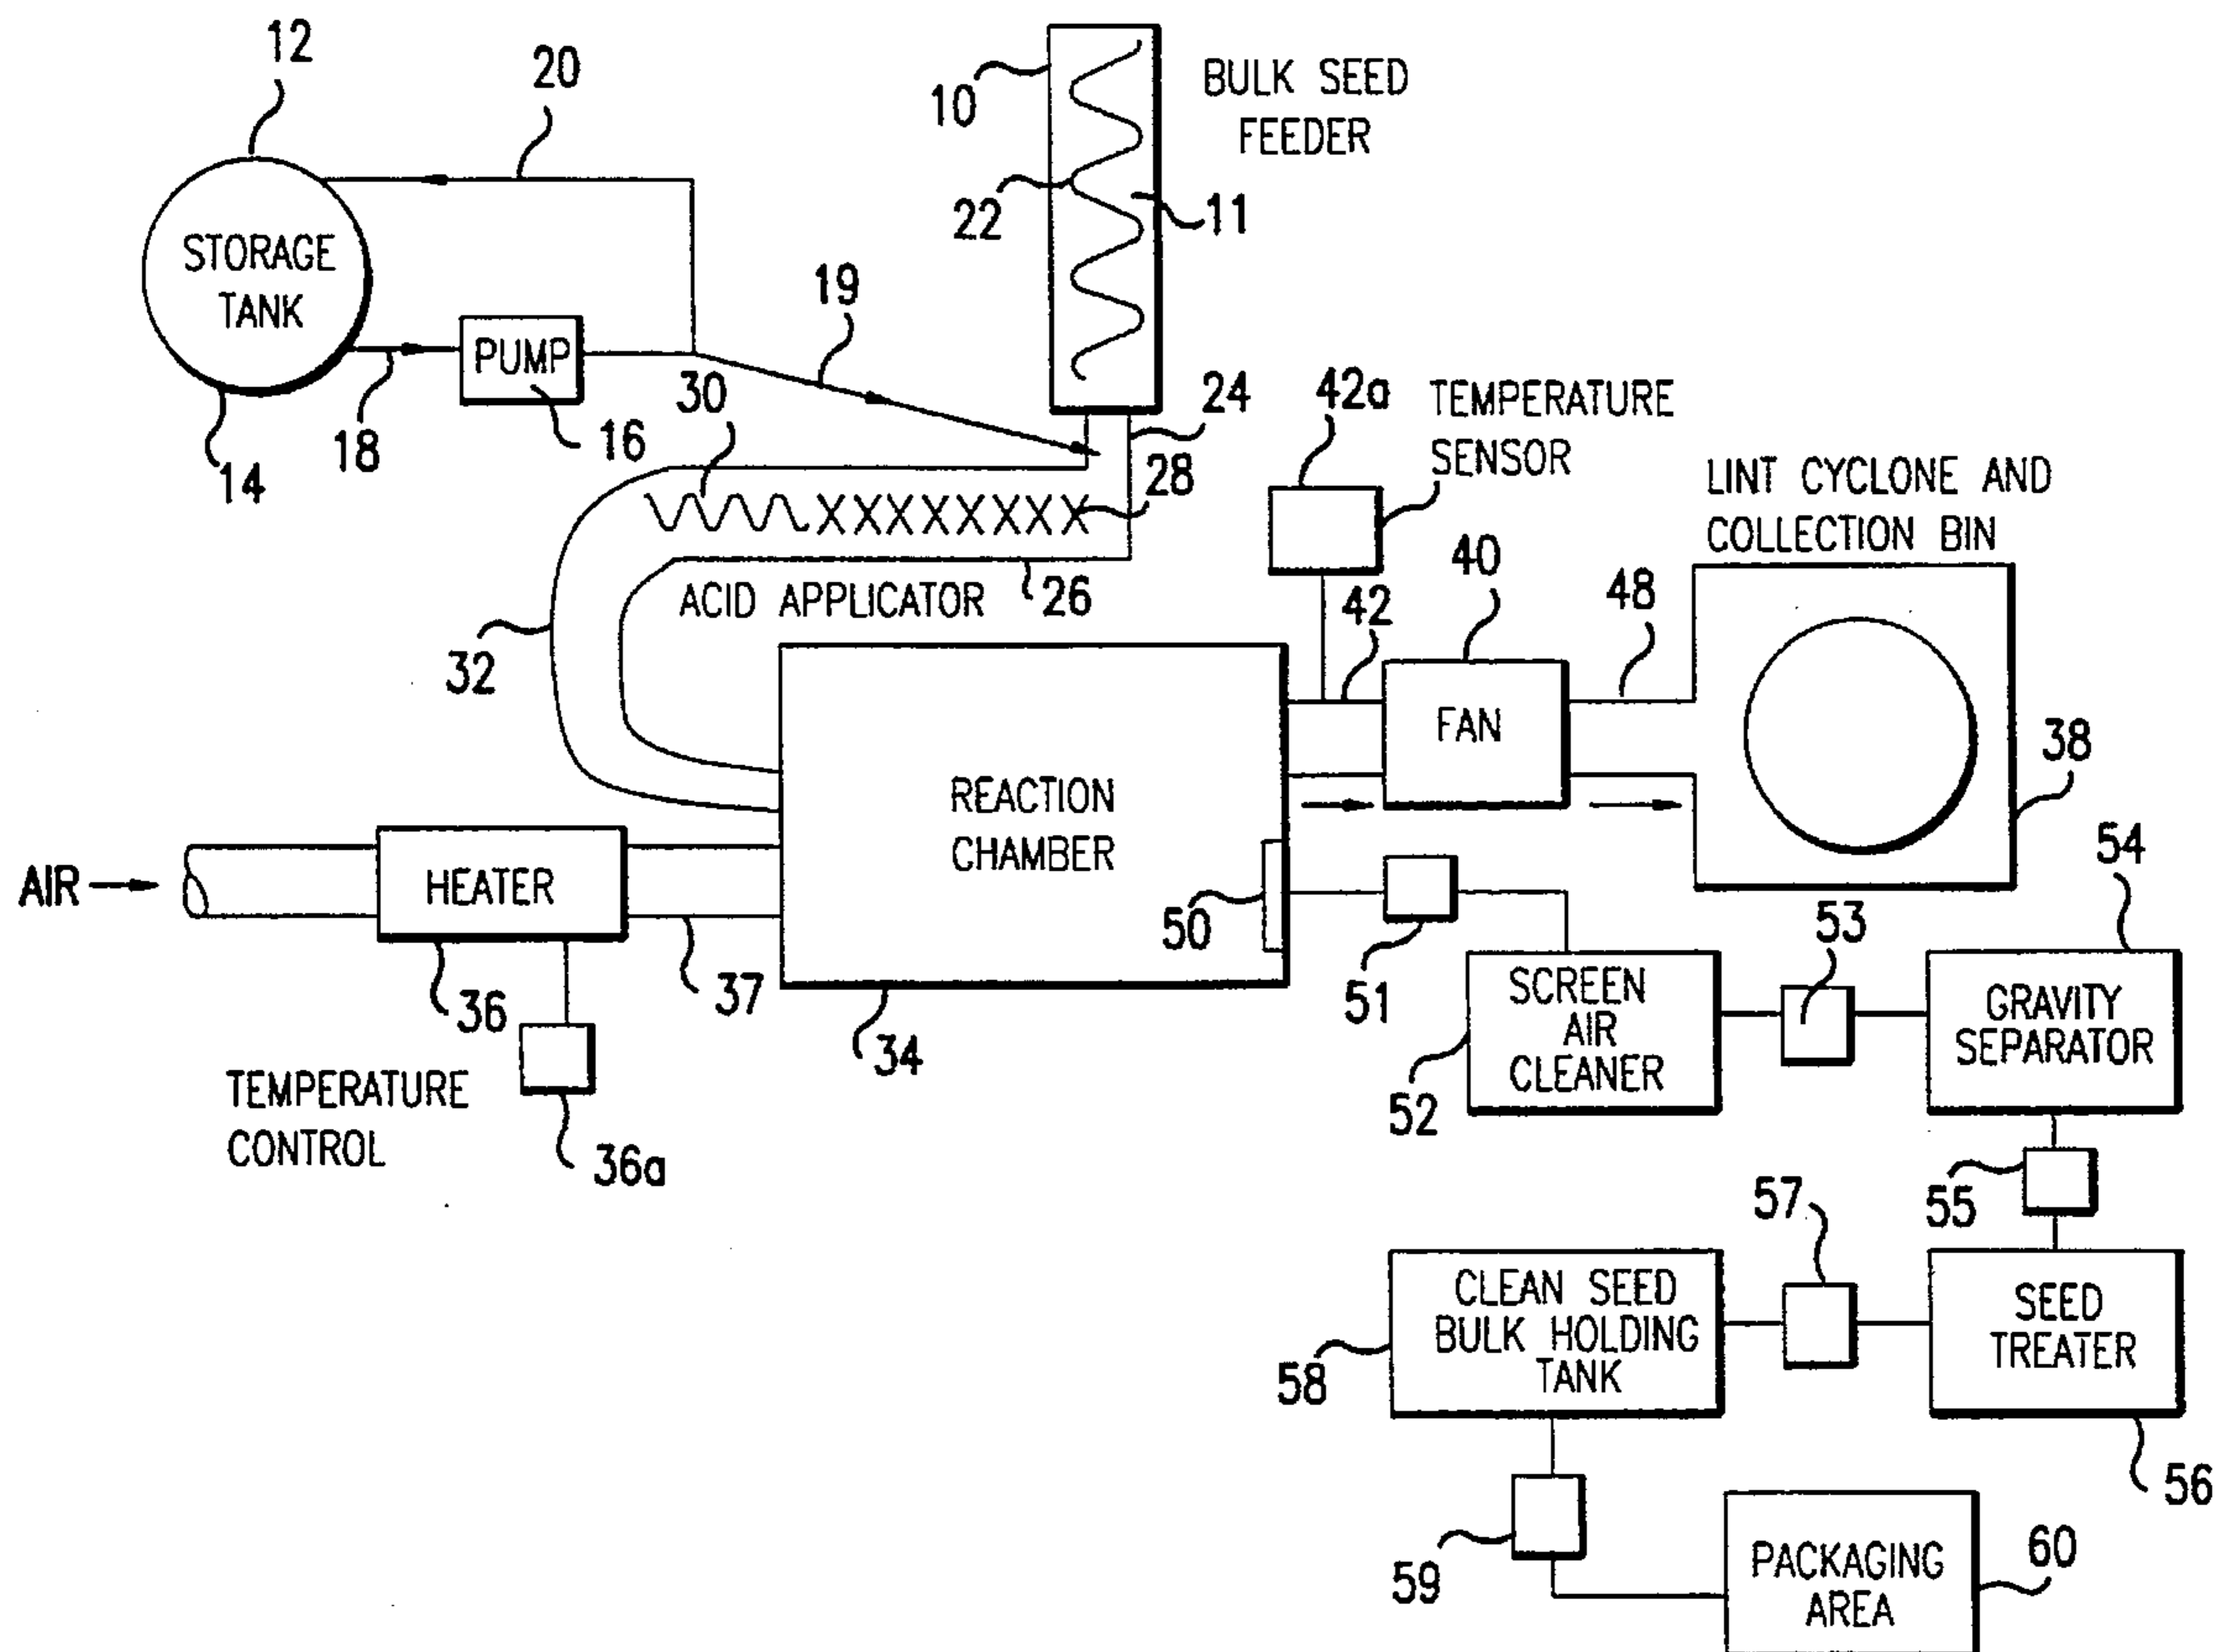 12
20
10
BULK SEED
FEEDER
22
11
STORAGE
TANK
19
PUMP
18
16
14
30
24
28
42a
TEMPERATURE
SENSOR
LINT CYCLONE AND
COLLECTION BIN
ACID APPLICATOR
26
32
42
40
48
FAN
38
REACTION
CHAMBER
AIR
HEATER
36
37
34
50
51
54
53
SCREEN
AIR
CLEANER
52
GRAVITY
SEPARATOR
TEMPERATURE
CONTROL
36a
55
57
CLEAN SEED
BULK HOLDING
TANK
58
SEED
TREATER
56
59
PACKAGING
AREA
60